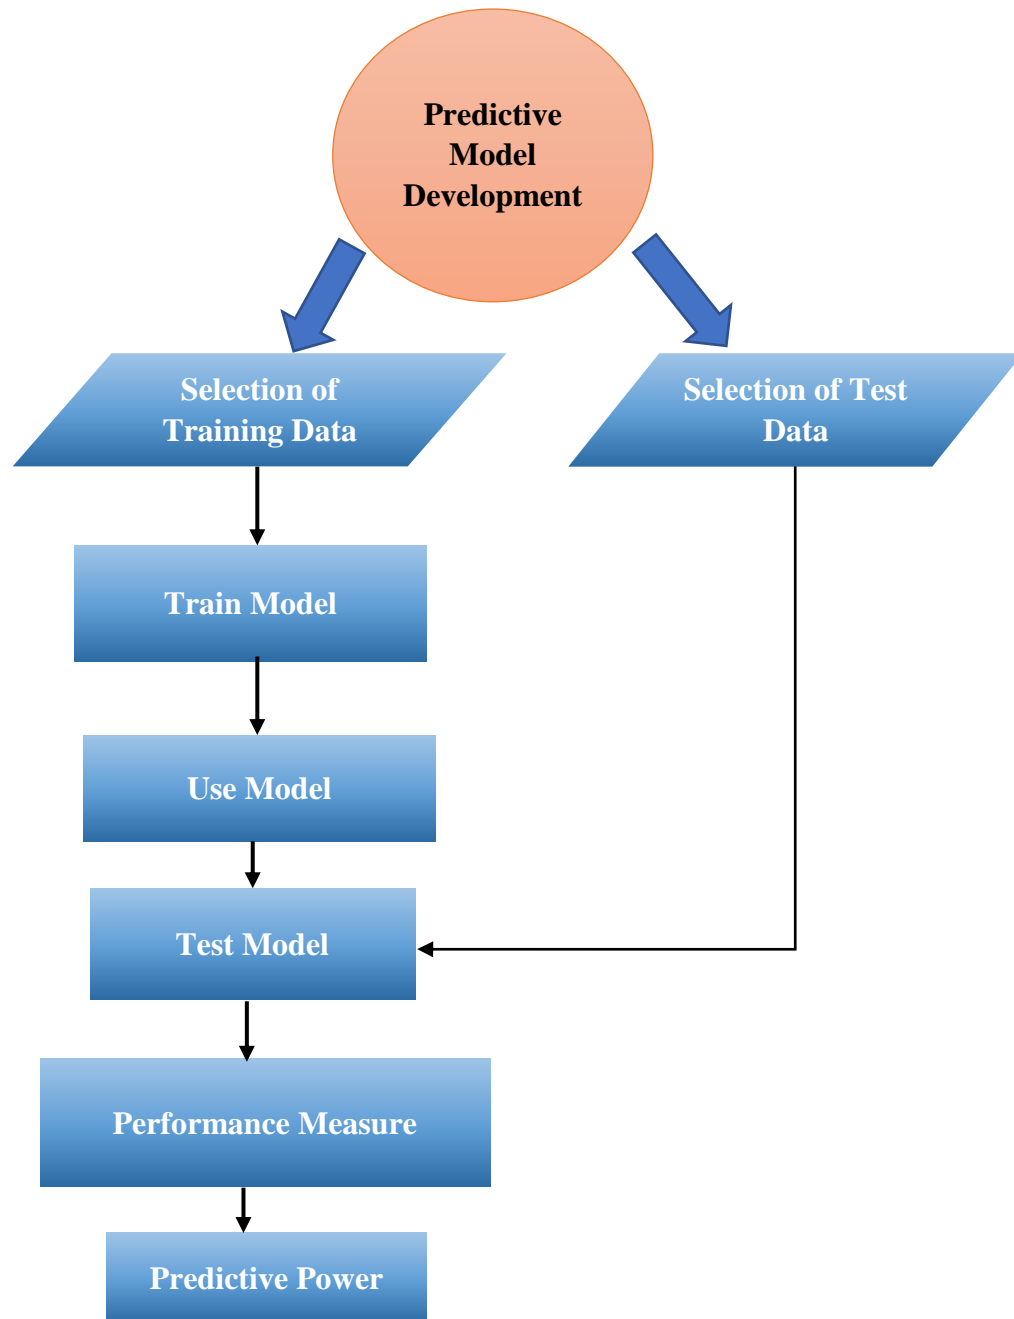 Predictive
Model
Development
Selection of
Training Data
Selection of Test
Data
Train Model
Use Model
Test Model
Performance Measure
Predictive Power